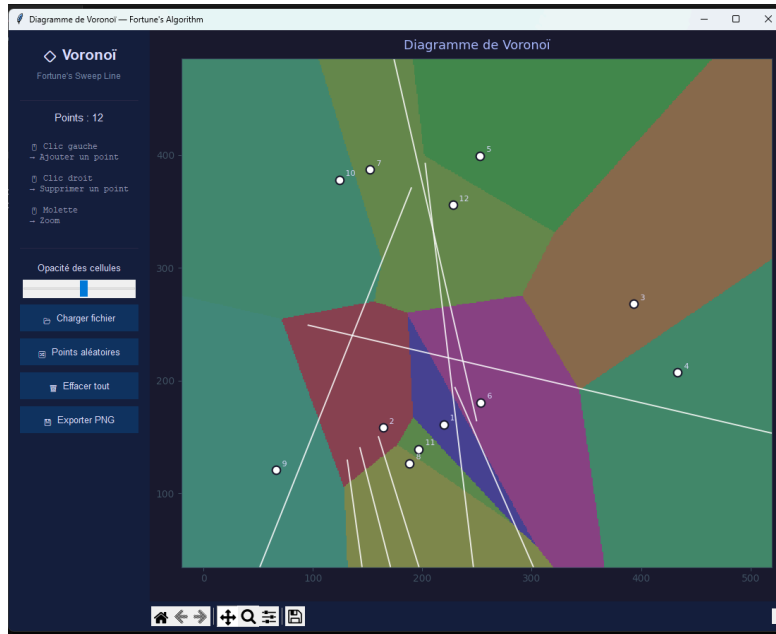 Diagramme de Voronoï — Fortune's Algorithm
◇ Voronoï
Fortune's Sweep Line
Points : 12
Clic gauche
→ Ajouter un point
Clic droit
→ Supprimer un point
Molette
→ Zoom
Opacité des cellules
Charger fichier
Points aléatoires
Effacer tout
Exporter PNG
Diagramme de Voronoï
400
300
200
100
0 100 200 300 400 500
5
7
10
12
3
4
6
1
2
11
8
9